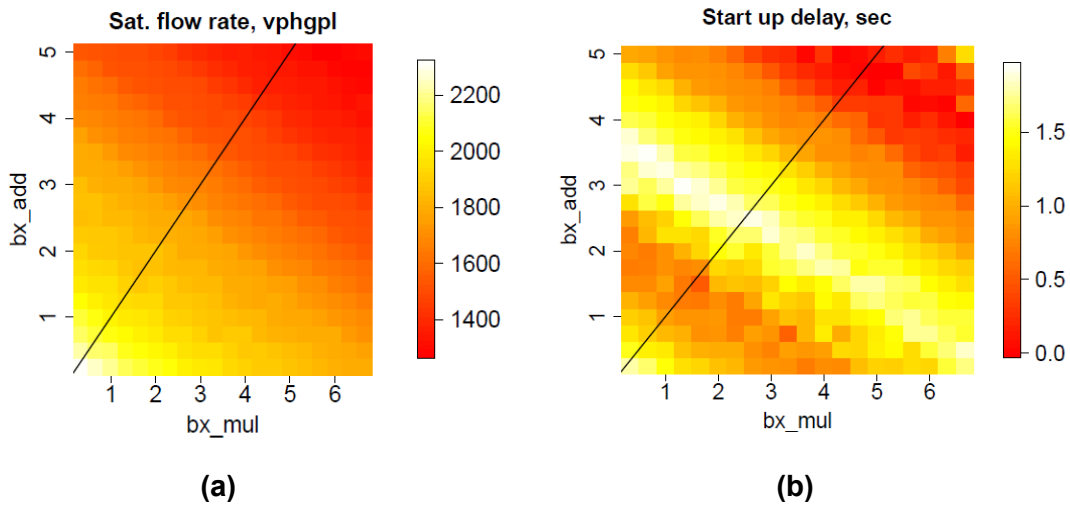 Sat. flow rate, vphgpl
bx_add
5
4
3
2
1
1 2 3 4 5 6
bx_mul
2200
2000
1800
1600
1400
(a)
Start up delay, sec
bx_add
5
4
3
2
1
1 2 3 4 5 6
bx_mul
1.5
1.0
0.5
0.0
(b)